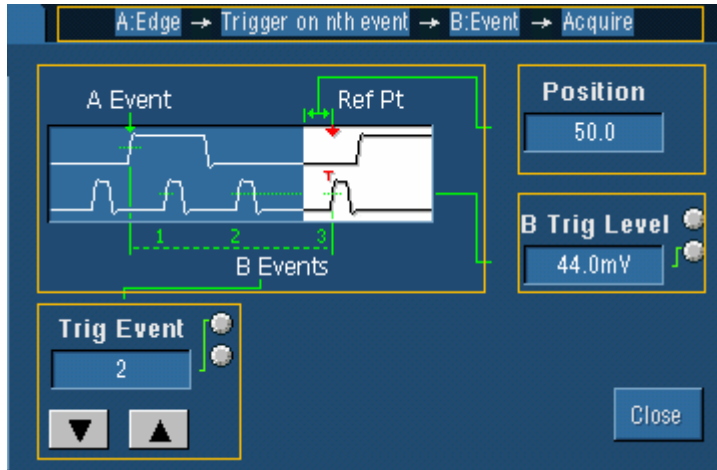 A:Edge → Trigger on nth event → B:Event → Acquire
A Event
Ref Pt
T
1 2 3
B Events
Position
50.0
B Trig Level
44.0mV
Trig Event
2
Close